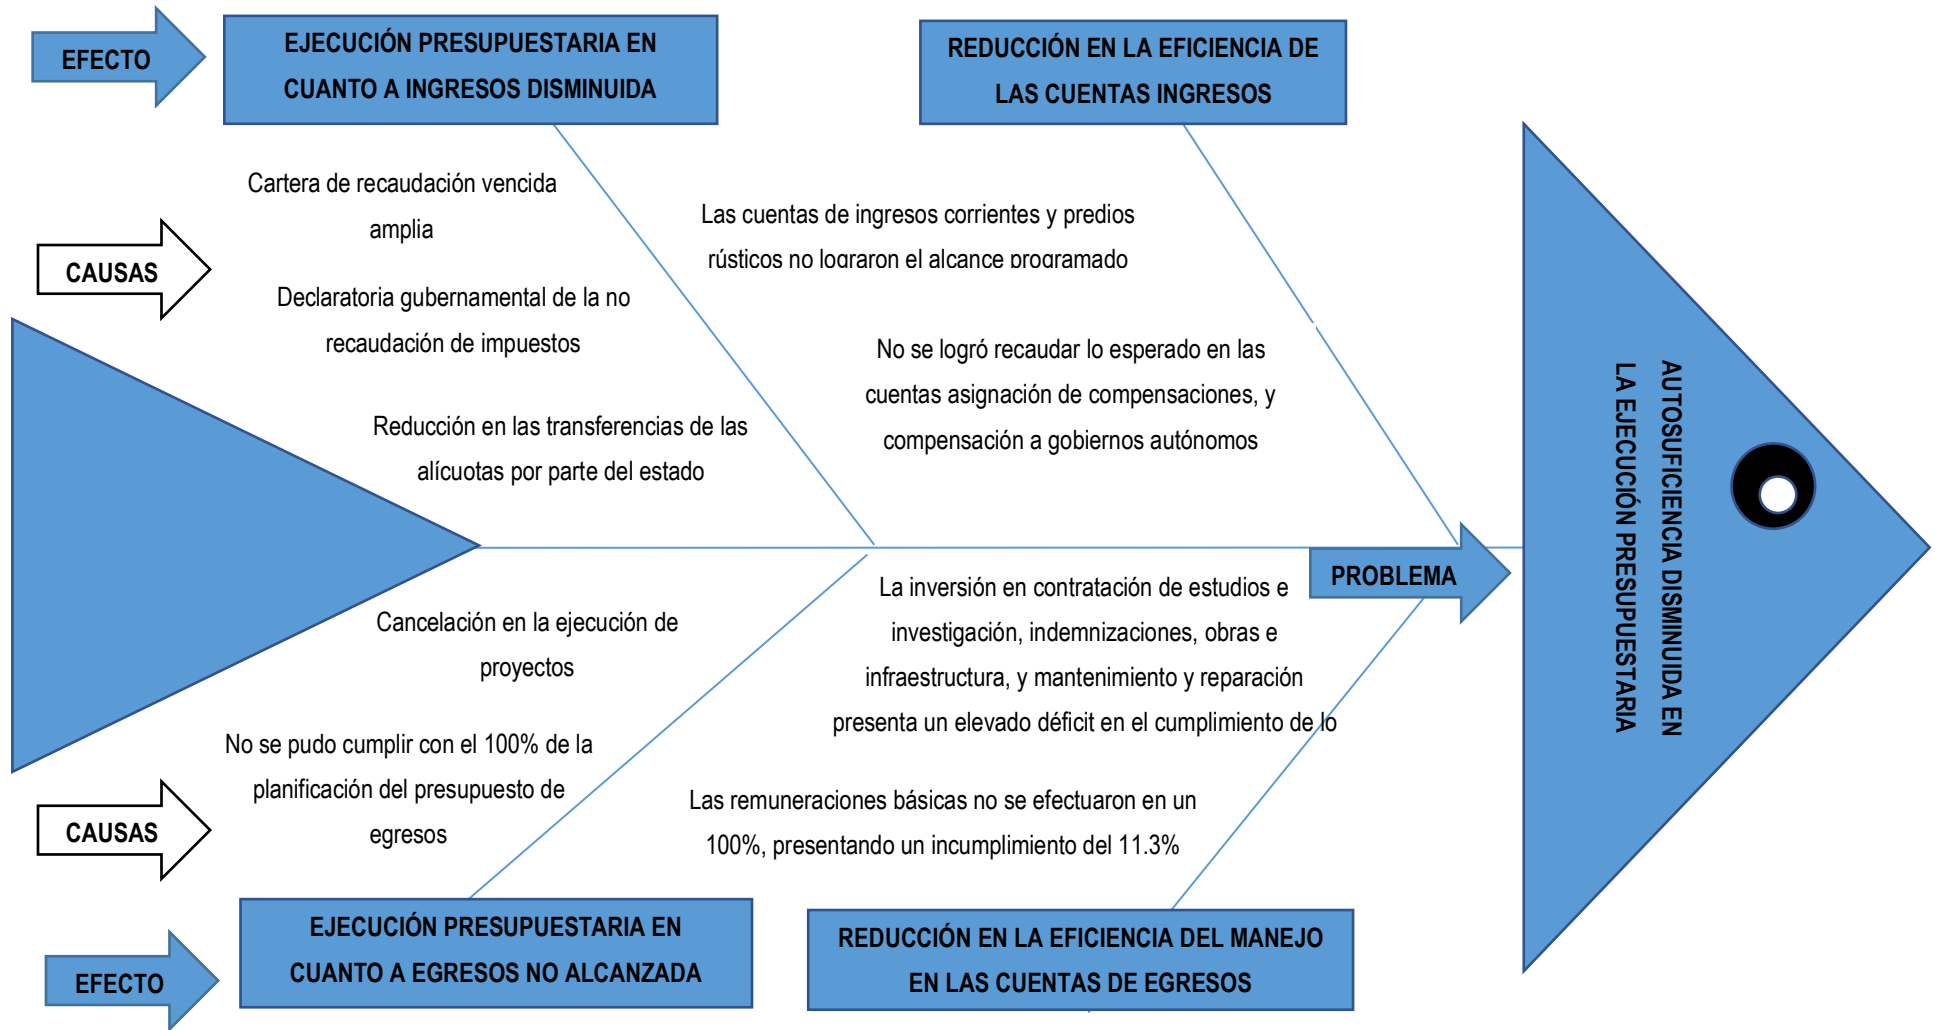 EFECTO
EJECUCIÓN PRESUPUESTARIA EN
CUANTO A INGRESOS DISMINUIDA
REDUCCIÓN EN LA EFICIENCIA DE
LAS CUENTAS INGRESOS
CAUSAS
Cartera de recaudación vencida
amplia
Declaratoria gubernamental de la no
recaudación de impuestos
Reducción en las transferencias de las
alícuotas por parte del estado
Las cuentas de ingresos corrientes y predios
rústicos no lograron el alcance programado
No se logró recaudar lo esperado en las
cuentas asignación de compensaciones, y
compensación a gobiernos autónomos
PROBLEMA
AUTOSUFICIENCIA DISMINUIDA EN
LA EJECUCIÓN PRESUPUESTARIA
Cancelación en la ejecución de
proyectos
No se pudo cumplir con el 100% de la
planificación del presupuesto de
egresos
La inversión en contratación de estudios e
investigación, indemnizaciones, obras e
infraestructura, y mantenimiento y reparación
presenta un elevado déficit en el cumplimiento de lo
Las remuneraciones básicas no se efectuaron en un
100%, presentando un incumplimiento del 11.3%
CAUSAS
EFECTO
EJECUCIÓN PRESUPUESTARIA EN
CUANTO A EGRESOS NO ALCANZADA
REDUCCIÓN EN LA EFICIENCIA DEL MANEJO
EN LAS CUENTAS DE EGRESOS